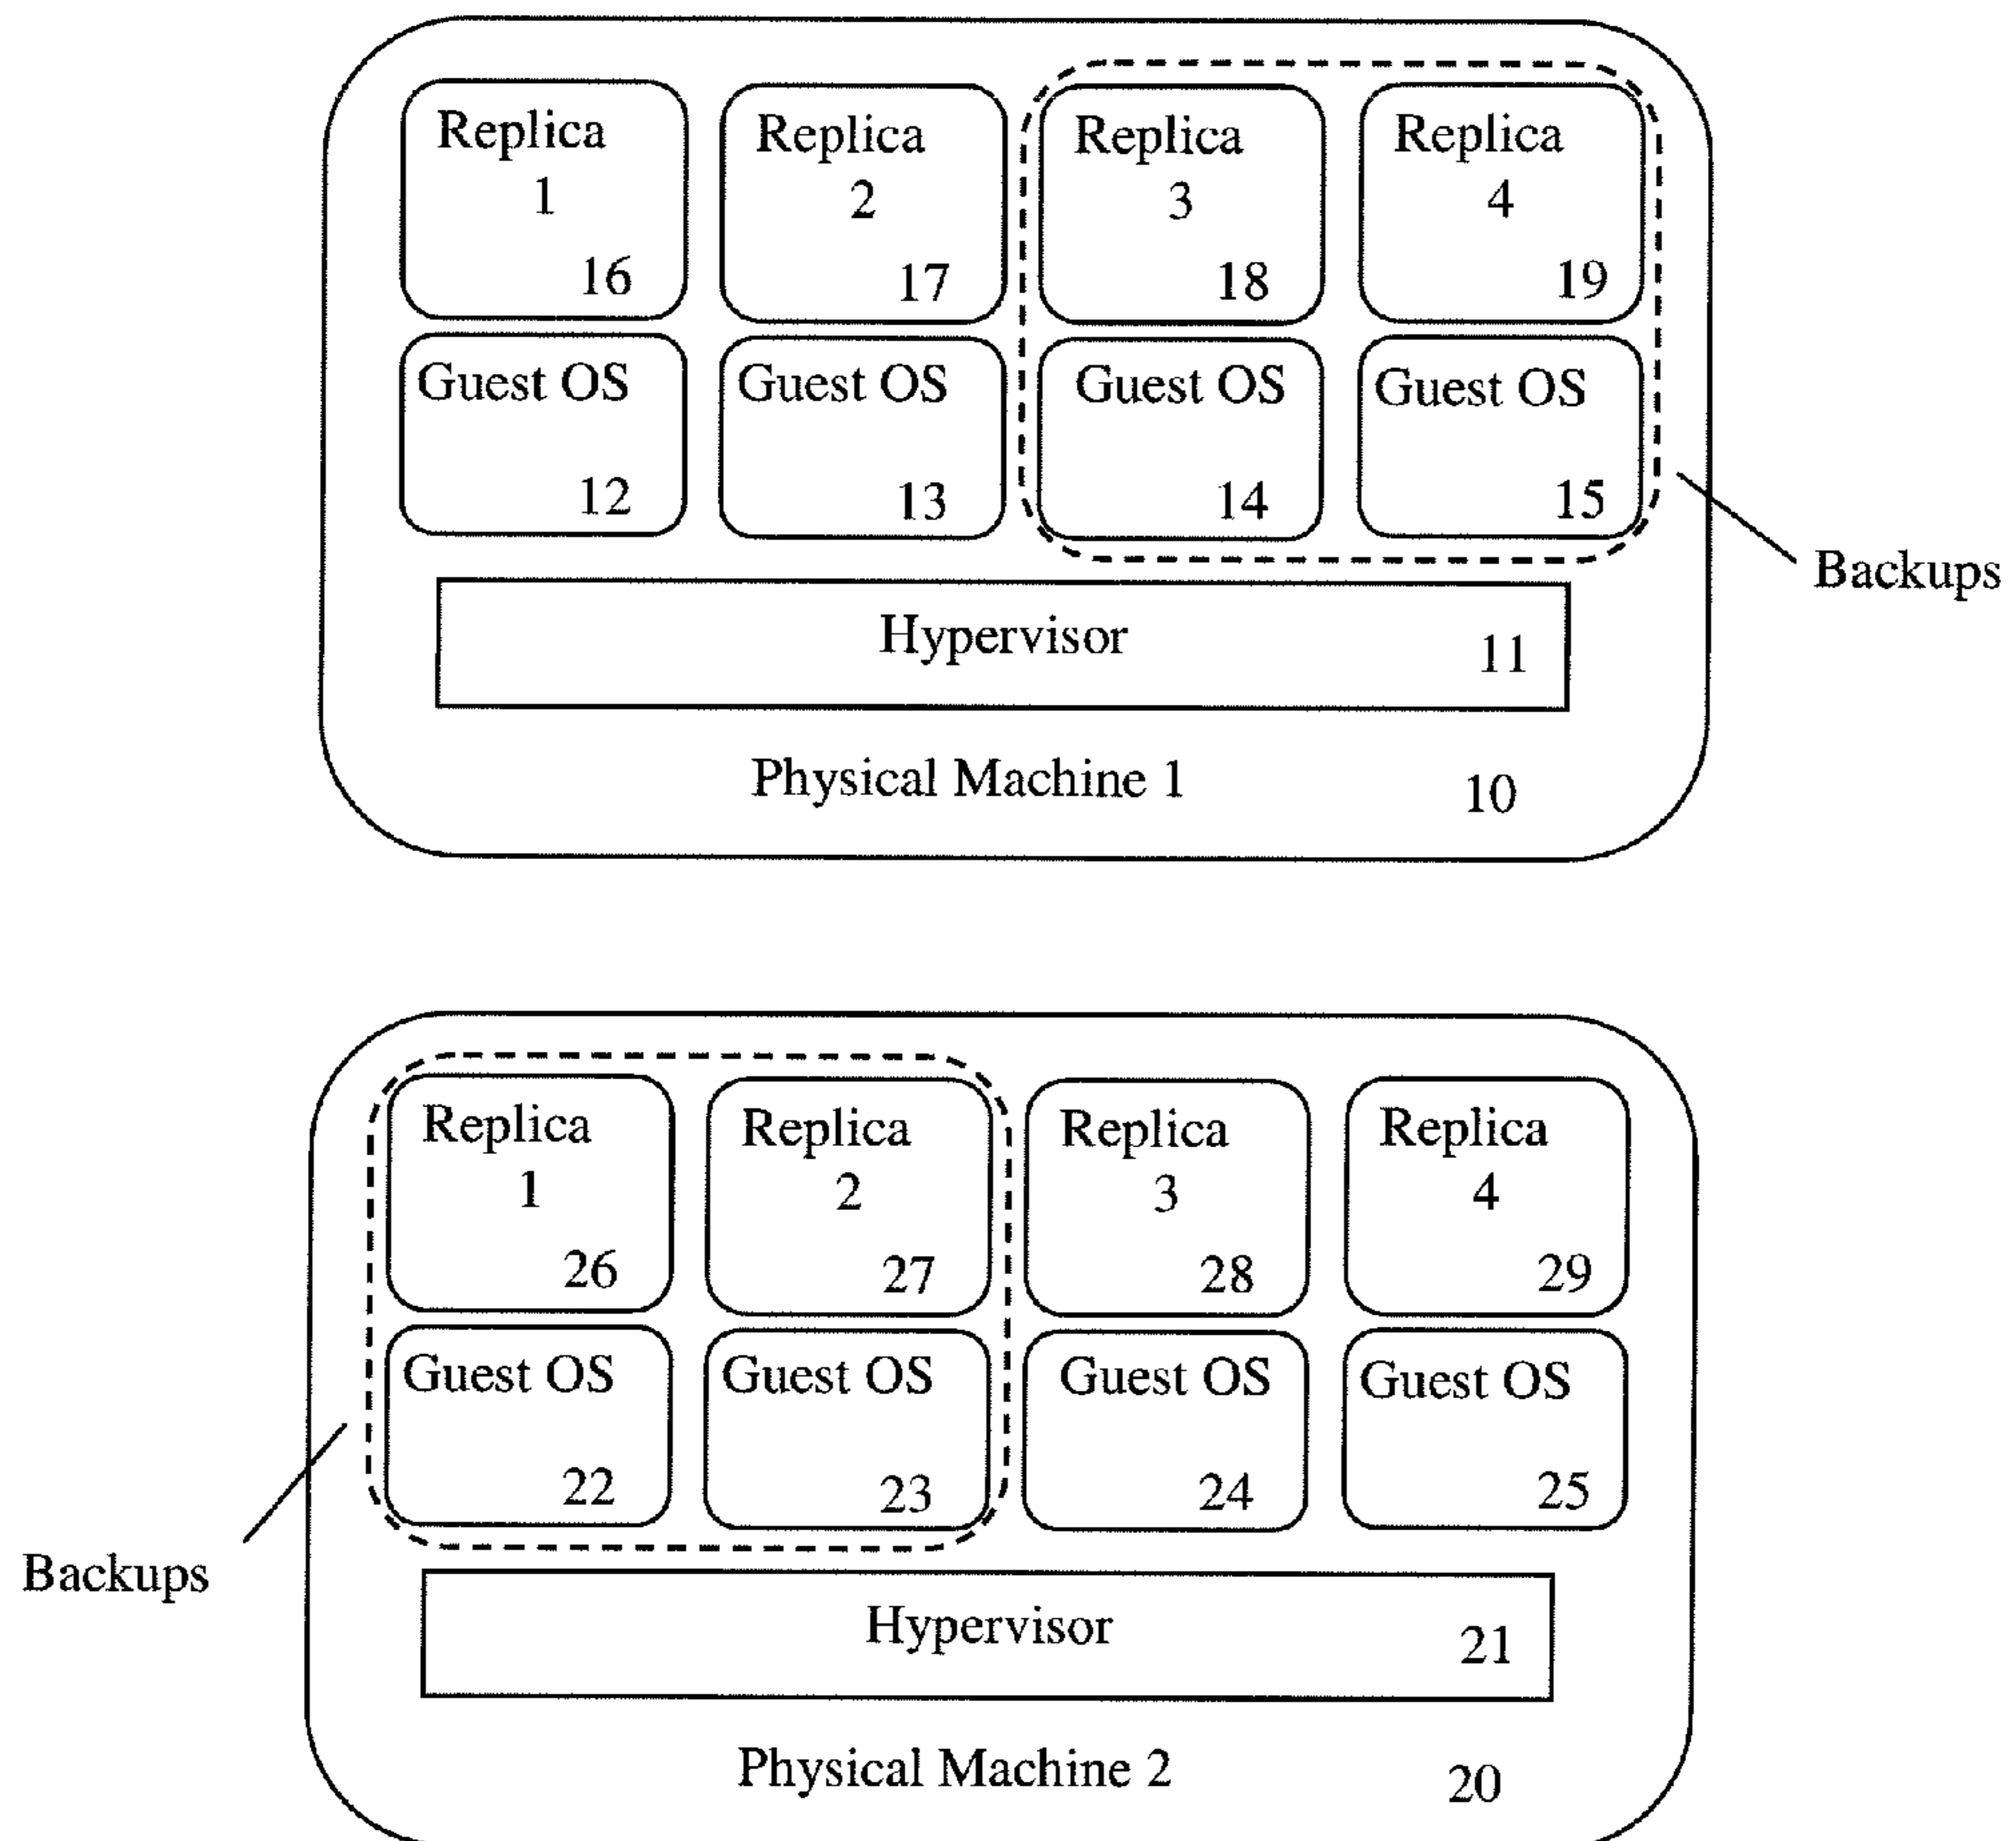 Replica
1
16
Replica
2
17
Replica
3
18
Replica
4
19
Guest OS
12
Guest OS
13
Guest OS
14
Guest OS
15
Backups
Hypervisor 11
Physical Machine 1 10
Replica
1
26
Replica
2
27
Replica
3
28
Replica
4
29
Guest OS
22
Guest OS
23
Guest OS
24
Guest OS
25
Backups
Hypervisor 21
Physical Machine 2 20